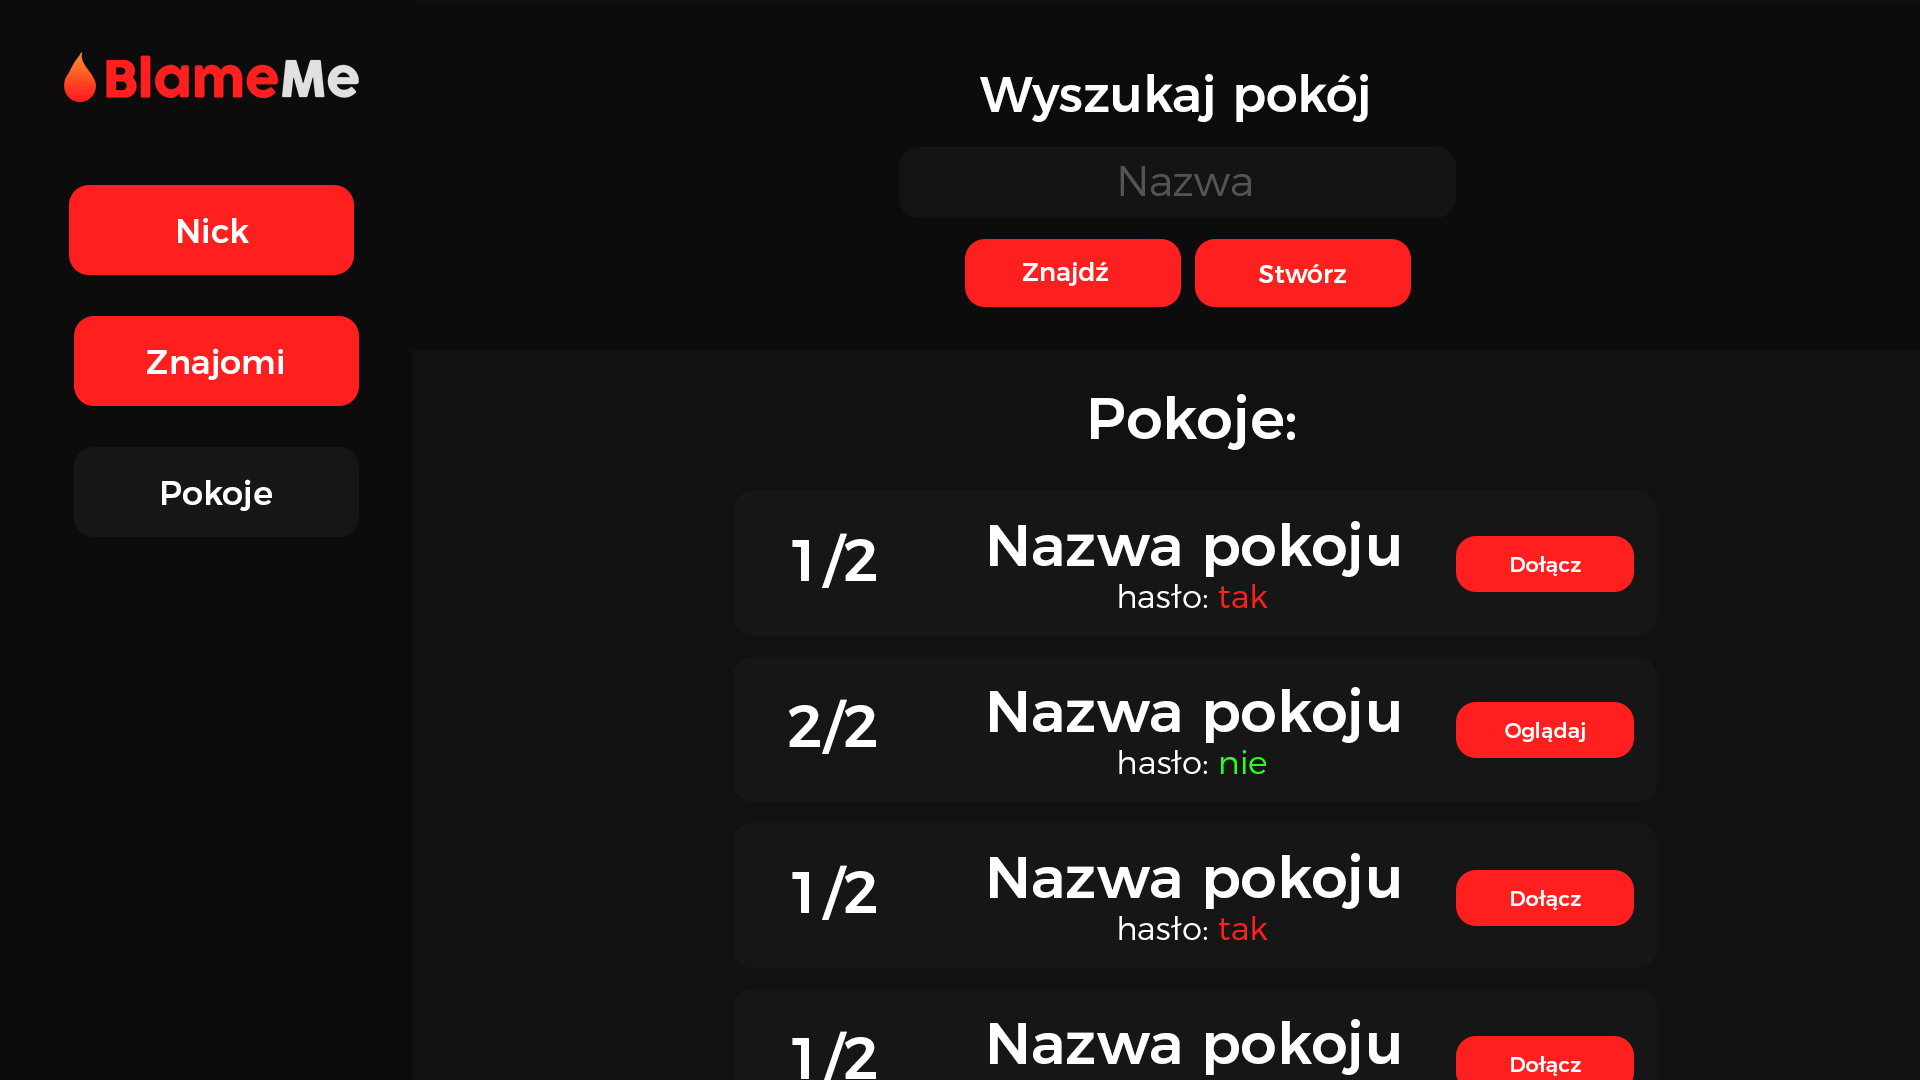 BlameMe
Nick
Znajomi
Pokoje
Wyszukaj pokój
Nazwa
Znajdź
Stwórz
Pokoje:
1/2
Nazwa pokoju
hasło: tak
Dołącz
2/2
Nazwa pokoju
hasło: nie
Oglądaj
1/2
Nazwa pokoju
hasło: tak
Dołącz
1/2
Nazwa pokoju
Dołącz